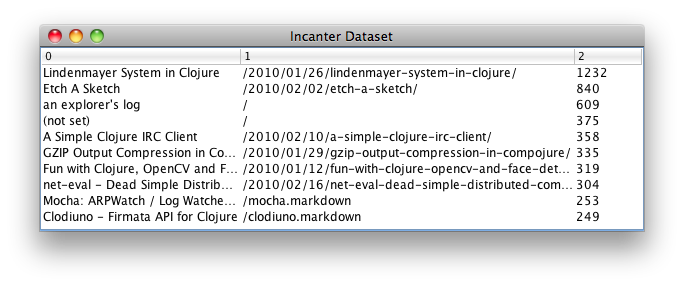 Incanter Dataset
0 1 2
Lindenmayer System in Clojure /2010/01/26/lindenmayer-system-in-clojure/ 1232
Etch A Sketch /2010/02/02/etch-a-sketch/ 840
an explorer's log / 609
(not set) / 375
A Simple Clojure IRC Client /2010/02/10/a-simple-clojure-irc-client/ 358
GZIP Output Compression in Co... /2010/01/29/gzip-output-compression-in-compojure/ 335
Fun with Clojure, OpenCV and F... /2010/01/12/fun-with-clojure-opencv-and-face-det... 319
net-eval - Dead Simple Distrib... /2010/02/16/net-eval-dead-simple-distributed-com... 304
Mocha: ARPWatch / Log Watche... /mocha.markdown 253
Clodiuno - Firmata API for Clojure /clodiuno.markdown 249